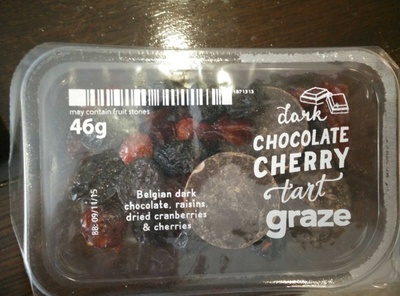 1871315
may contain fruit stones
46g
dark
CHOCOLATE
CHERRY
tart
graze
Belgian dark
chocolate, raisins,
dried cranberries
& cherries
BB: 09/11/15